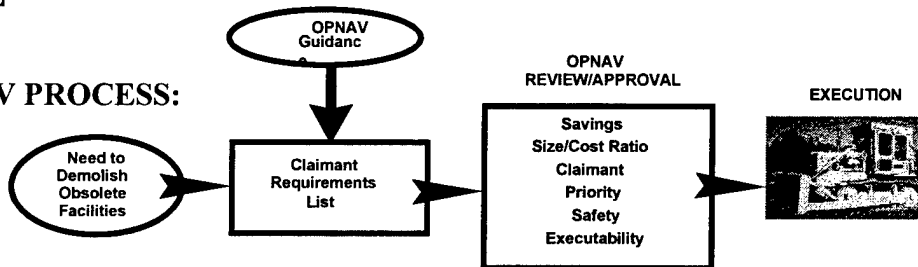 OPNAV
Guidanc
e
V PROCESS:
Need to
Demolish
Obsolete
Facilities
Claimant
Requirements
List
OPNAV
REVIEW/APPROVAL
Savings
Size/Cost Ratio
Claimant
Priority
Safety
Executability
EXECUTION